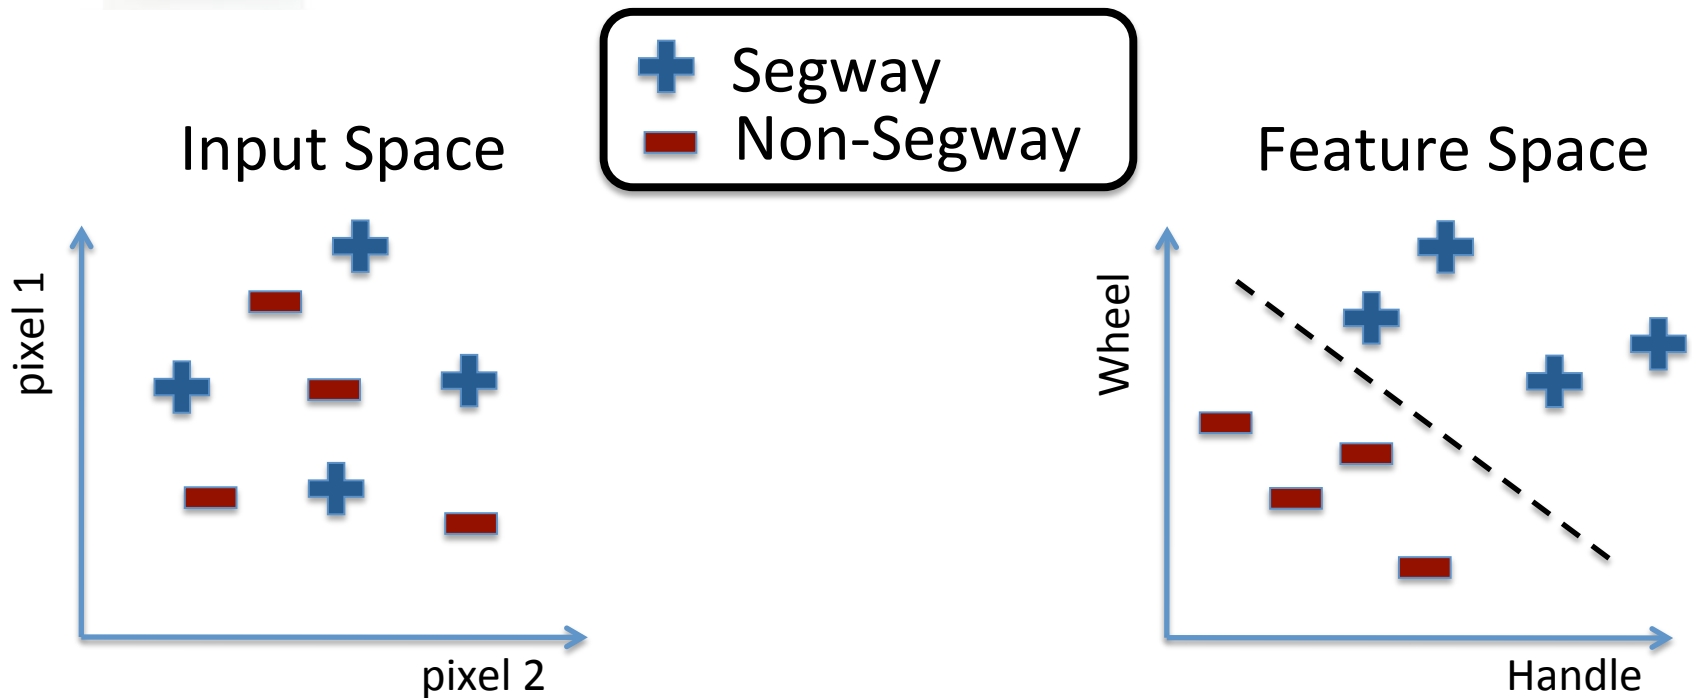 Segway
Non-Segway
Input Space
pixel 1
pixel 2
Feature Space
Wheel
Handle